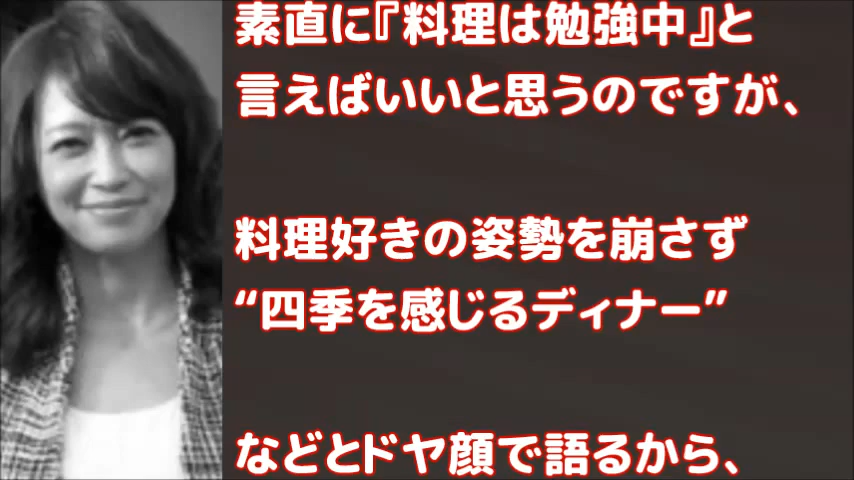 素直に『料理は勉強中』と
言えばいいと思うのですが、
料理好きの姿勢を崩さず
“四季を感じるディナー”
などとドヤ顔で語るから、